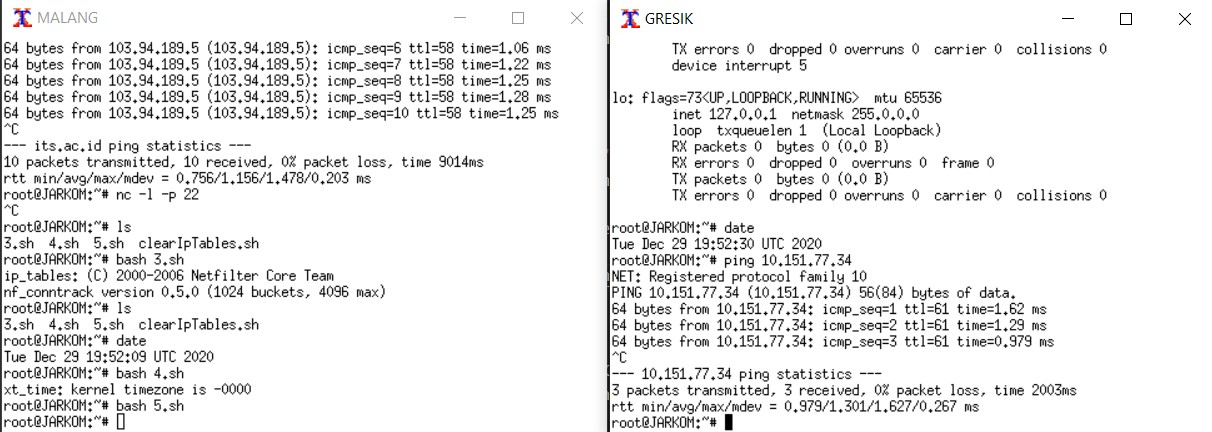 MALANG
64 bytes from 103.94.189.5 (103.94.189.5): icmp_seq=6 ttl=58 time=1.06 ms
64 bytes from 103.94.189.5 (103.94.189.5): icmp_seq=7 ttl=58 time=1.22 ms
64 bytes from 103.94.189.5 (103.94.189.5): icmp_seq=8 ttl=58 time=1.25 ms
64 bytes from 103.94.189.5 (103.94.189.5): icmp_seq=9 ttl=58 time=1.28 ms
64 bytes from 103.94.189.5 (103.94.189.5): icmp_seq=10 ttl=58 time=1.25 ms
^C
--- its.ac.id ping statistics ---
10 packets transmitted, 10 received, 0% packet loss, time 9014ms
rtt min/avg/max/mdev = 0.756/1.156/1.478/0.203 ms
root@JARKOM:~# nc -l -p 22
^C
root@JARKOM:~# ls
3.sh  4.sh  5.sh  clearIpTables.sh
root@JARKOM:~# bash 3.sh
ip_tables: (C) 2000-2006 Netfilter Core Team
nf_conntrack version 0.5.0 (1024 buckets, 4096 max)
root@JARKOM:~# ls
3.sh  4.sh  5.sh  clearIpTables.sh
root@JARKOM:~# date
Tue Dec 29 19:52:09 UTC 2020
root@JARKOM:~# bash 4.sh
xt_time: kernel timezone is -0000
root@JARKOM:~# bash 5.sh
root@JARKOM:~#
GRESIK
TX errors 0  dropped 0 overruns 0  carrier 0  collisions 0
device interrupt 5
lo: flags=73<UP,LOOPBACK,RUNNING>  mtu 65536
inet 127.0.0.1  netmask 255.0.0.0
loop  txqueuelen 1  (Local Loopback)
RX packets 0  bytes 0 (0.0 B)
RX errors 0  dropped 0  overruns 0  frame 0
TX packets 0  bytes 0 (0.0 B)
TX errors 0  dropped 0 overruns 0  carrier 0  collisions 0
root@JARKOM:~# date
Tue Dec 29 19:52:30 UTC 2020
root@JARKOM:~# ping 10.151.77.34
NET: Registered protocol family 10
PING 10.151.77.34 (10.151.77.34) 56(84) bytes of data.
64 bytes from 10.151.77.34: icmp_seq=1 ttl=61 time=1.62 ms
64 bytes from 10.151.77.34: icmp_seq=2 ttl=61 time=1.29 ms
64 bytes from 10.151.77.34: icmp_seq=3 ttl=61 time=0.979 ms
^C
--- 10.151.77.34 ping statistics ---
3 packets transmitted, 3 received, 0% packet loss, time 2003ms
rtt min/avg/max/mdev = 0.979/1.301/1.627/0.267 ms
root@JARKOM:~#